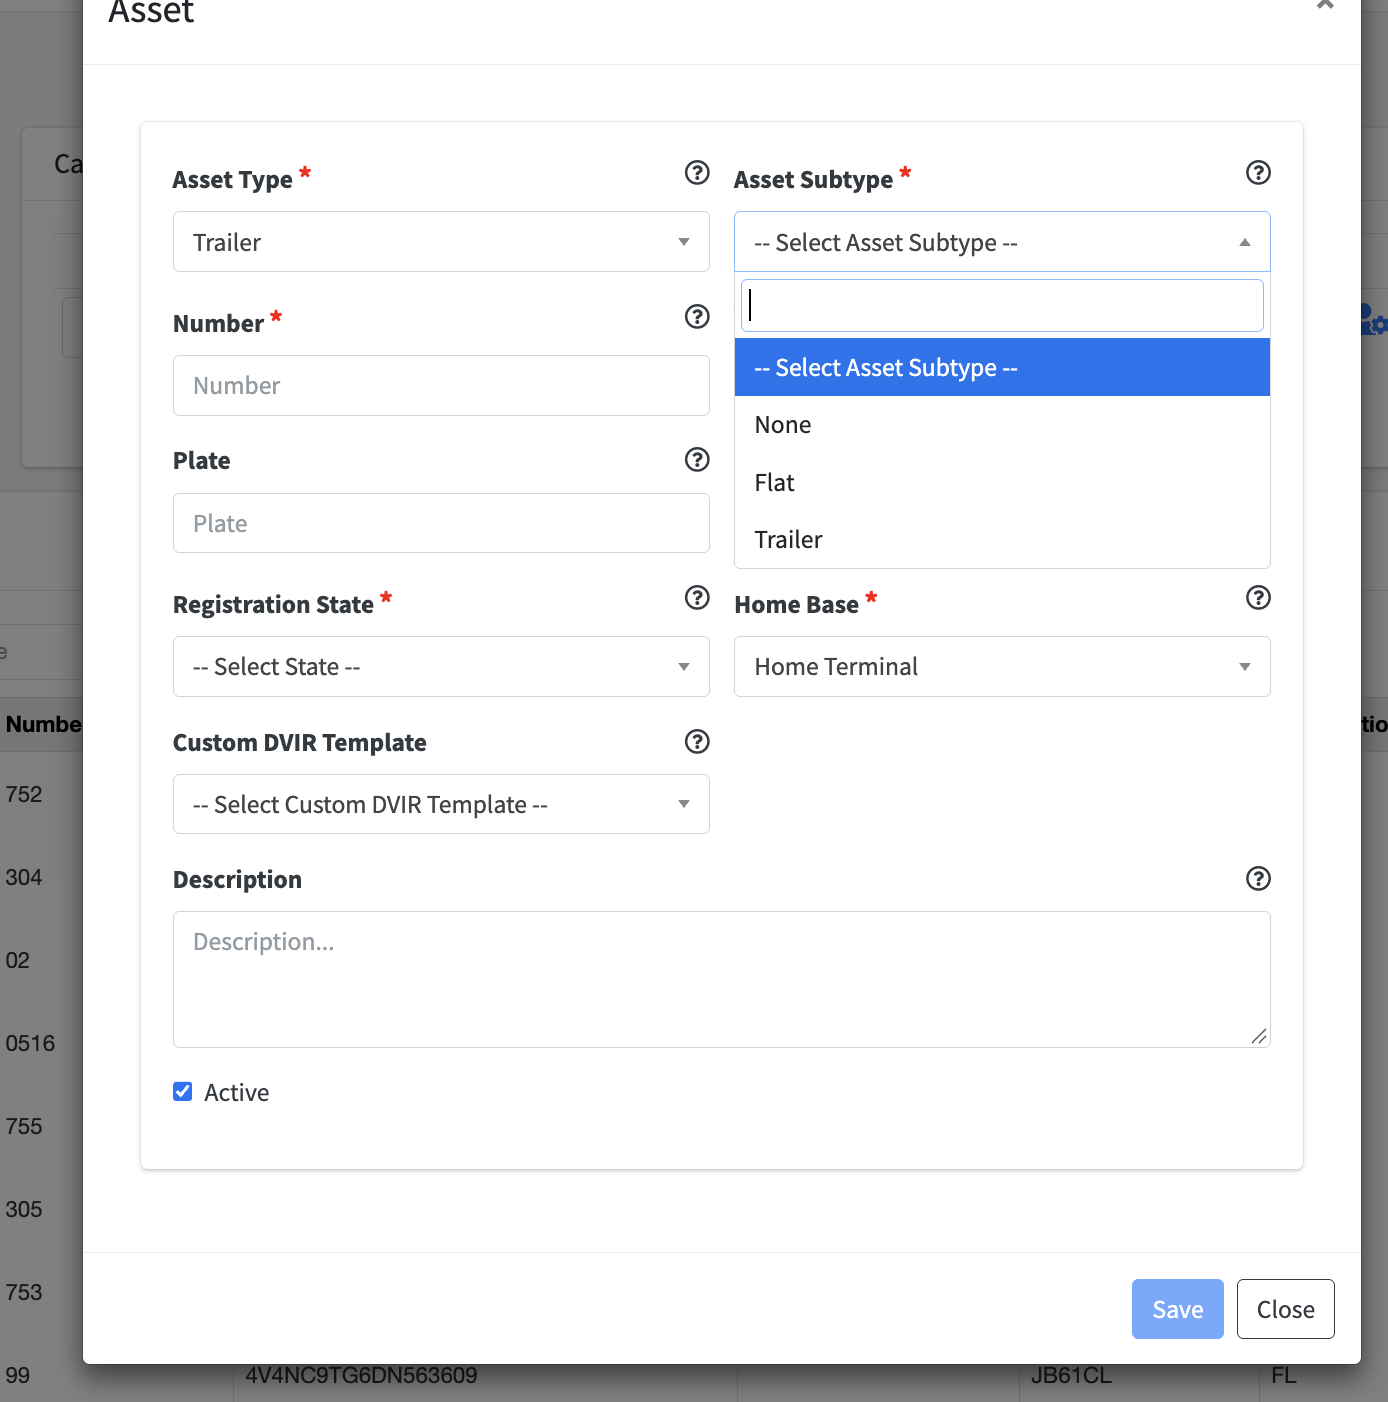 Asset
Ca
Asset Type *
Asset Subtype *
Trailer
-- Select Asset Subtype --
Number *
-- Select Asset Subtype --
Number
None
Plate
Flat
Plate
Trailer
Registration State *
Home Base *
-- Select State --
Home Terminal
e
Numbe
tio
Custom DVIR Template
752
-- Select Custom DVIR Template --
304
Description
Description...
02
0516
Active
755
305
753
Save
Close
99
4V4NC9TG6DN563609
JB61CL
FL